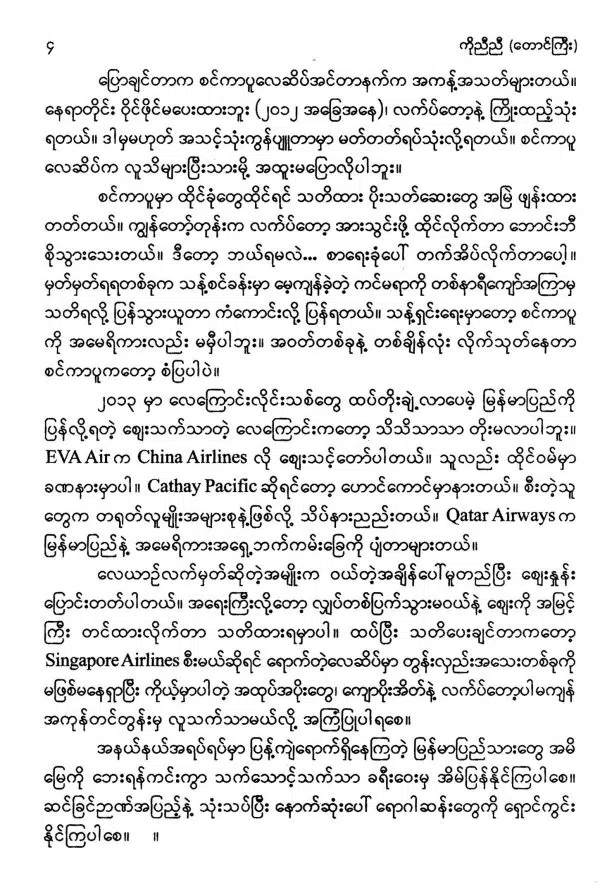 ၄
ကိုညီညီ (တောင်ကြီး)
ပြောချင်တာက စင်ကာပူလေဆိပ်အင်တာနက်က အကန့်အသတ်များတယ်။
နေရာတိုင်း ဝိုင်ဖိုင်မပေးထားဘူး (၂၀၁၂ အခြေအနေ)၊ လက်ပ်တော့နဲ့ ကြိုးထည့်သုံး
ရတယ်။ ဒါမှမဟုတ် အသင့်သုံးကွန်ပျူတာမှာ မတ်တတ်ရပ်သုံးလို့ရတယ်။ စင်ကာပူ
လေဆိပ်က လူသိများပြီးသားမို့ အထူးမပြောလိုပါဘူး။
စင်ကာပူမှာ ထိုင်ခုံတွေထိုင်ရင် သတိထား ပိုးသတ်ဆေးတွေ အမြဲ ဖျန်းထား
တတ်တယ်။ ကျွန်တော့်တုန်းက လက်ပ်တော့ အားသွင်းဖို့ ထိုင်လိုက်တာ ဘောင်းဘီ
စိုသွားသေးတယ်။ ဒီတော့ ဘယ်ရမလဲ... စာရေးခုံပေါ် တက်အိပ်လိုက်တာပေါ့။
မှတ်မှတ်ရရတစ်ခုက သန့်စင်ခန်းမှာ မေ့ကျန်ခဲ့တဲ့ ကင်မရာကို တစ်နာရီကျော်အကြာမှ
သတိရလို့ ပြန်သွားယူတာ ကံကောင်းလို့ ပြန်ရတယ်။ သန့်ရှင်းရေးမှာတော့ စင်ကာပူ
ကို အမေရိကားလည်း မမှီပါဘူး။ အဝတ်တစ်ခုနဲ့ တစ်ချိန်လုံး လိုက်သုတ်နေတာ
စင်ကာပူကတော့ စံပြပါပဲ။
၂၀၁၃ မှာ လေကြောင်းလိုင်းသစ်တွေ ထပ်တိုးချဲ့လာပေမဲ့ မြန်မာပြည်ကို
ပြန်လို့ရတဲ့ ဈေးသက်သာတဲ့ လေကြောင်းကတော့ သိသိသာသာ တိုးမလာပါဘူး။
EVA Air က China Airlines လို ဈေးသင့်တော်ပါတယ်။ သူလည်း ထိုင်ဝမ်မှာ
ခဏနားမှာပါ။ Cathay Pacific ဆိုရင်တော့ ဟောင်ကောင်မှာနားတယ်။ စီးတဲ့သူ
တွေက တရုတ်လူမျိုးအများစုနဲ့ဖြစ်လို့ သိပ်နားညည်းတယ်။ Qatar Airways က
မြန်မာပြည်နဲ့ အမေရိကားအရှေ့ဘက်ကမ်းခြေကို ပျံတာများတယ်။
လေယာဉ်လက်မှတ်ဆိုတဲ့အမျိုးက ဝယ်တဲ့အချိန်ပေါ်မူတည်ပြီး ဈေးနှုန်း
ပြောင်းတတ်ပါတယ်။ အရေးကြီးလို့တော့ လျှပ်တစ်ပြက်သွားမဝယ်နဲ့ ဈေးကို အမြင့်
ကြီး တင်ထားလိုက်တာ သတိထားရမှာပါ။ ထပ်ပြီး သတိပေးချင်တာကတော့
Singapore Airlines စီးမယ်ဆိုရင် ရောက်တဲ့လေဆိပ်မှာ တွန်းလှည်းအသေးတစ်ခုကို
မဖြစ်မနေရှာပြီး ကိုယ့်မှာပါတဲ့ အထုပ်အပိုးတွေ၊ ကျောပိုးအိတ်နဲ့ လက်ပ်တော့ပါမကျန်
အကုန်တင်တွန်းမှ လူသက်သာမယ်လို့ အကြံပြုပါရစေ။
အနယ်နယ်အရပ်ရပ်မှာ ပြန့်ကျဲရောက်ရှိနေကြတဲ့ မြန်မာပြည်သားတွေ အမိ
မြေကို ဘေးရန်ကင်းကွာ သက်သောင့်သက်သာ ခရီးဝေးမှ အိမ်ပြန်နိုင်ကြပါစေ။
ဆင်ခြင်ဉာဏ်အပြည့်နဲ့ သုံးသပ်ပြီး နောက်ဆုံးပေါ် ရောဂါဆန်းတွေကို ရှောင်ကွင်း
နိုင်ကြပါစေ။ ။